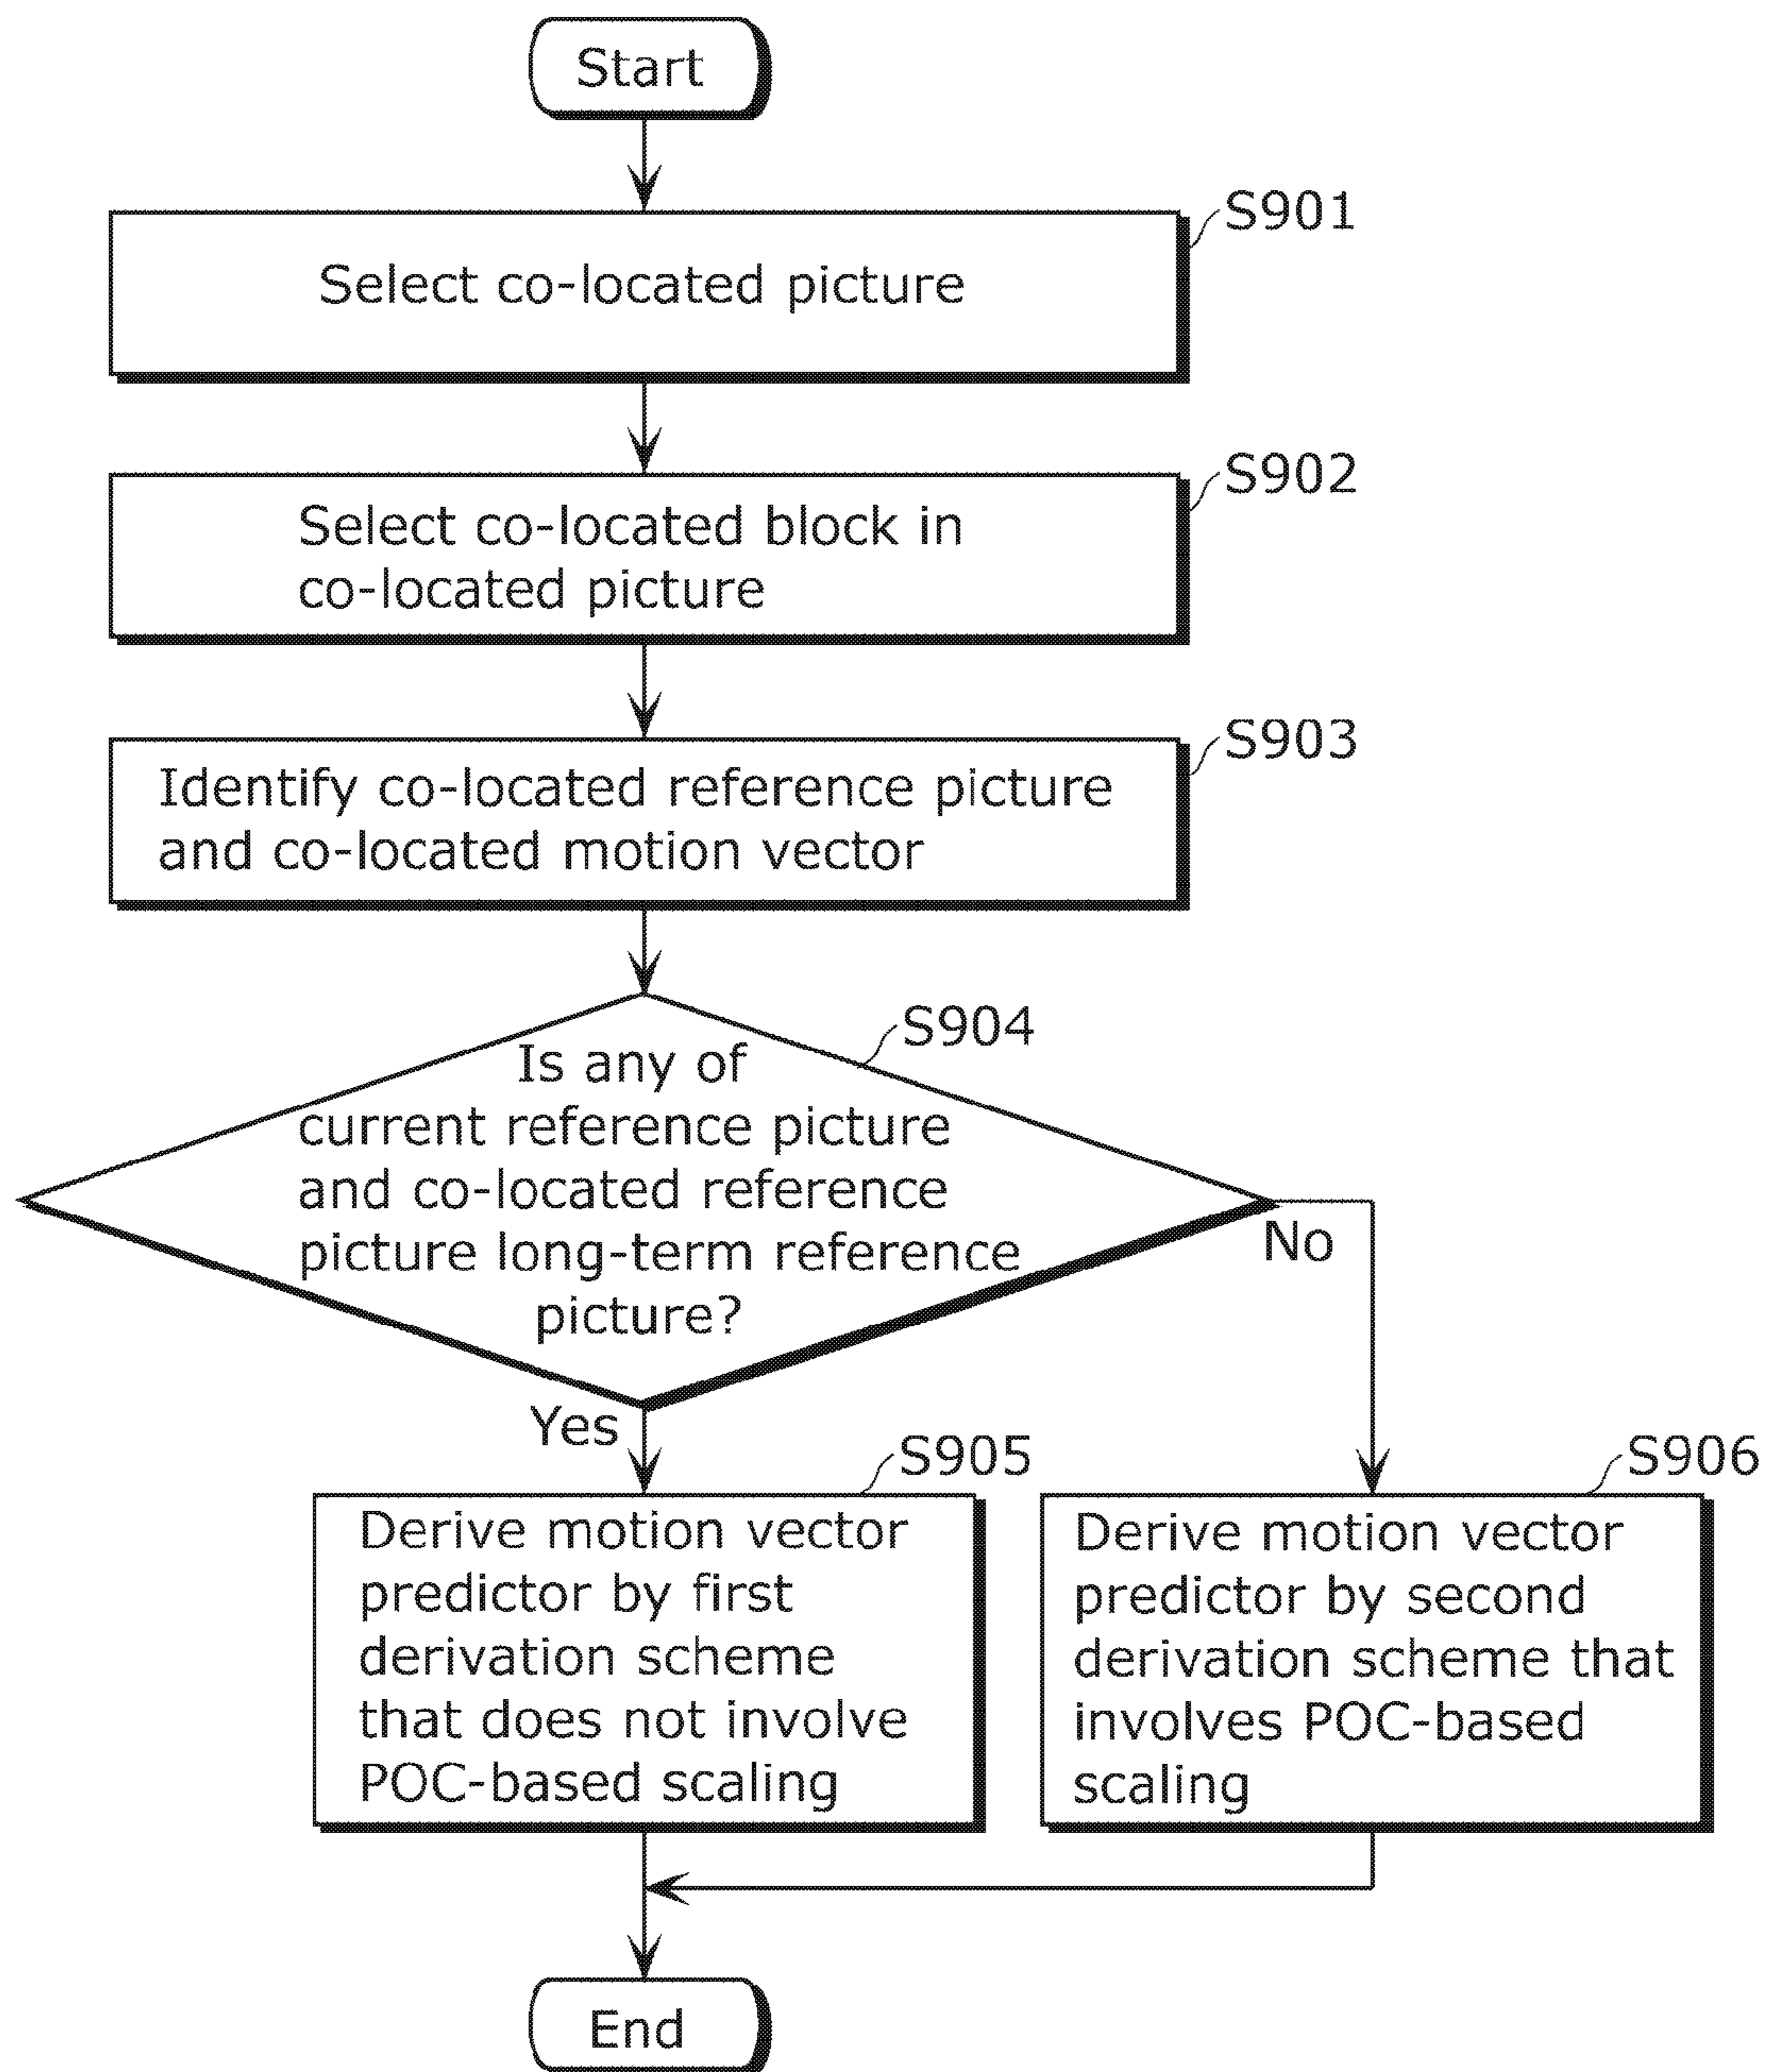 Start
S901
Select co-located picture
S902
Select co-located block in
co-located picture
S903
Identify co-located reference picture
and co-located motion vector
S904
Is any of
current reference picture
and co-located reference
picture long-term reference
picture?
No
Yes
S905
Derive motion vector
predictor by first
derivation scheme
that does not involve
POC-based scaling
S906
Derive motion vector
predictor by second
derivation scheme that
involves POC-based
scaling
End